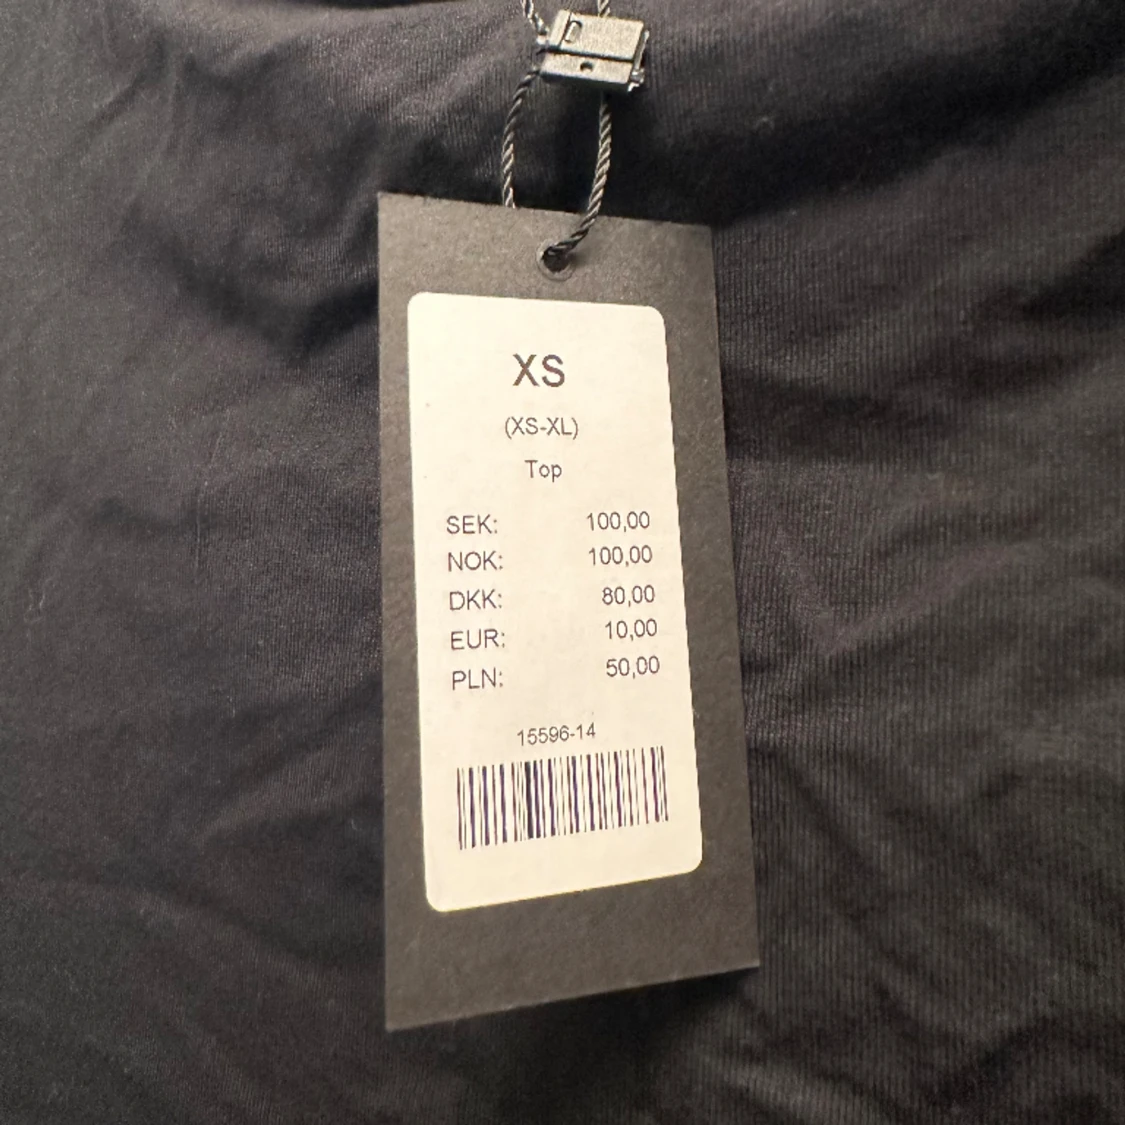 XS
(XS-XL)
Top
SEK: 100,00
NOK: 100,00
DKK: 80,00
EUR: 10,00
PLN: 50,00
15596-14